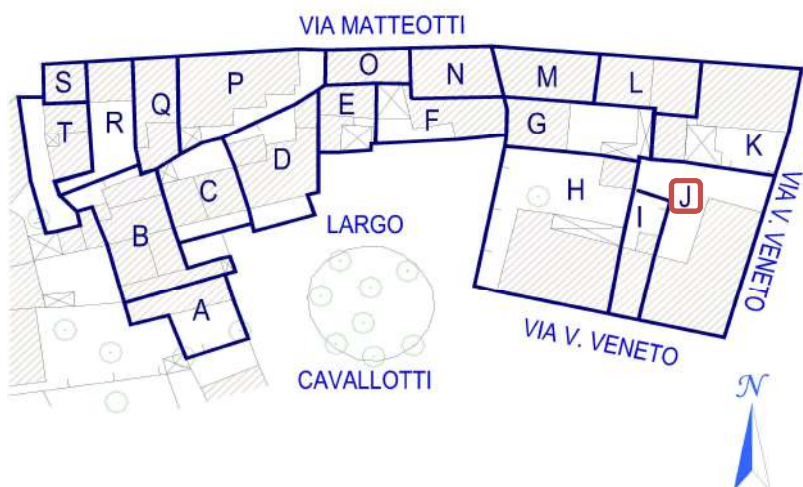 VIA MATTEOTTI
S
P
O
N
M
L
T
R
Q
E
F
G
K
C
D
H
J
B
LARGO
I
VIA V. VENETO
A
VIA V. VENETO
CAVALLOTTI
N